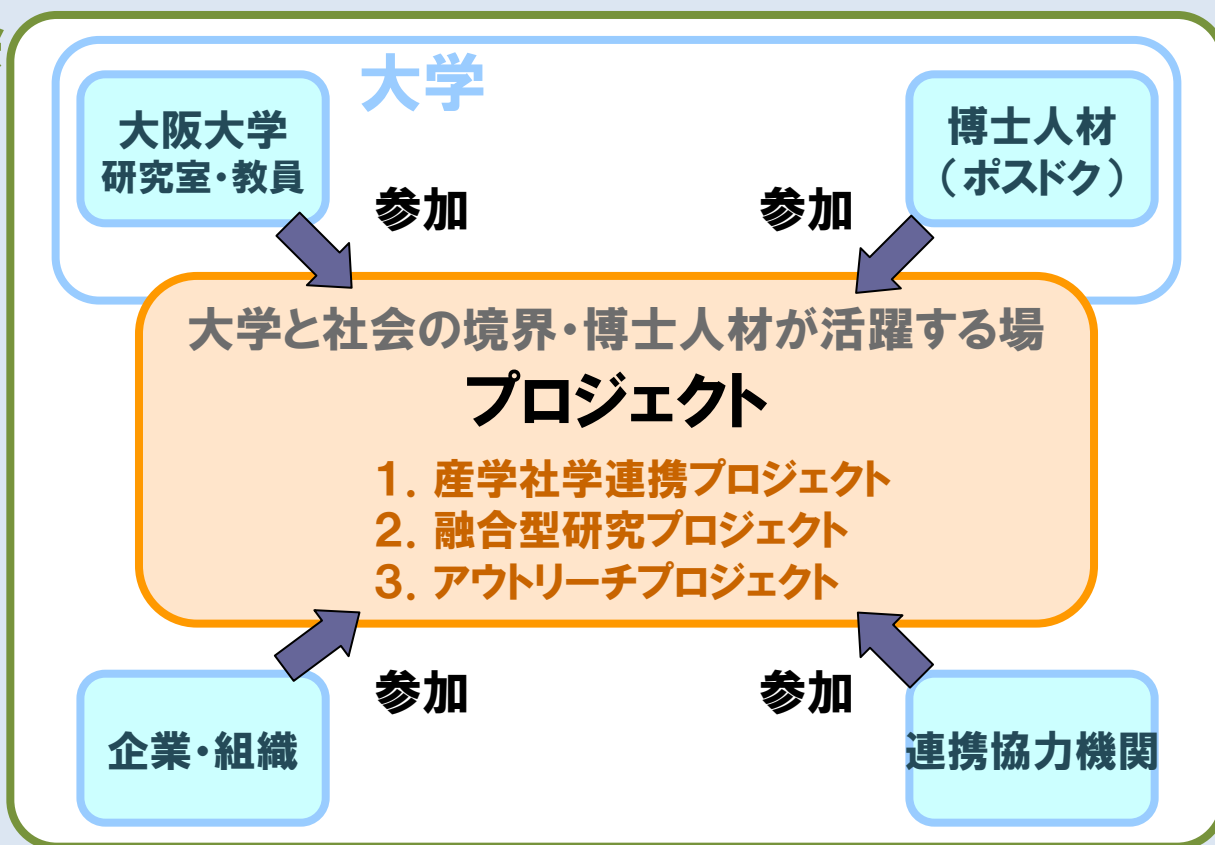 大学
大阪大学
研究室・教員
博士人材
（ポスドク）
参加
参加
大学と社会の境界・博士人材が活躍する場
プロジェクト
1. 産学社学連携プロジェクト
2. 融合型研究プロジェクト
3. アウトリーチプロジェクト
参加
参加
企業・組織
連携協力機関